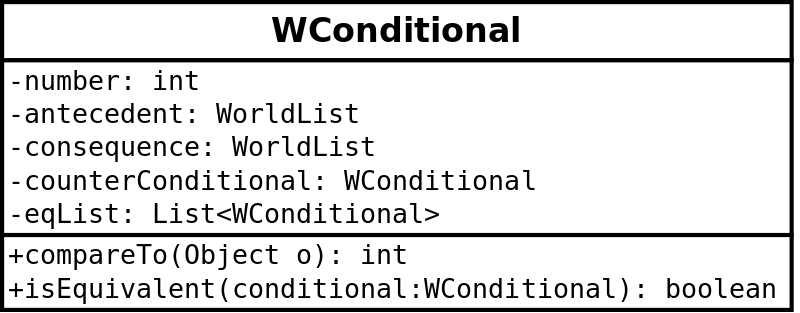 WConditional
-number: int
-antecedent: WorldList
-consequence: WorldList
-counterConditional: WConditional
-eqList: List<WConditional>
+compareTo(Object o): int
+isEquivalent(conditional:WConditional): boolean